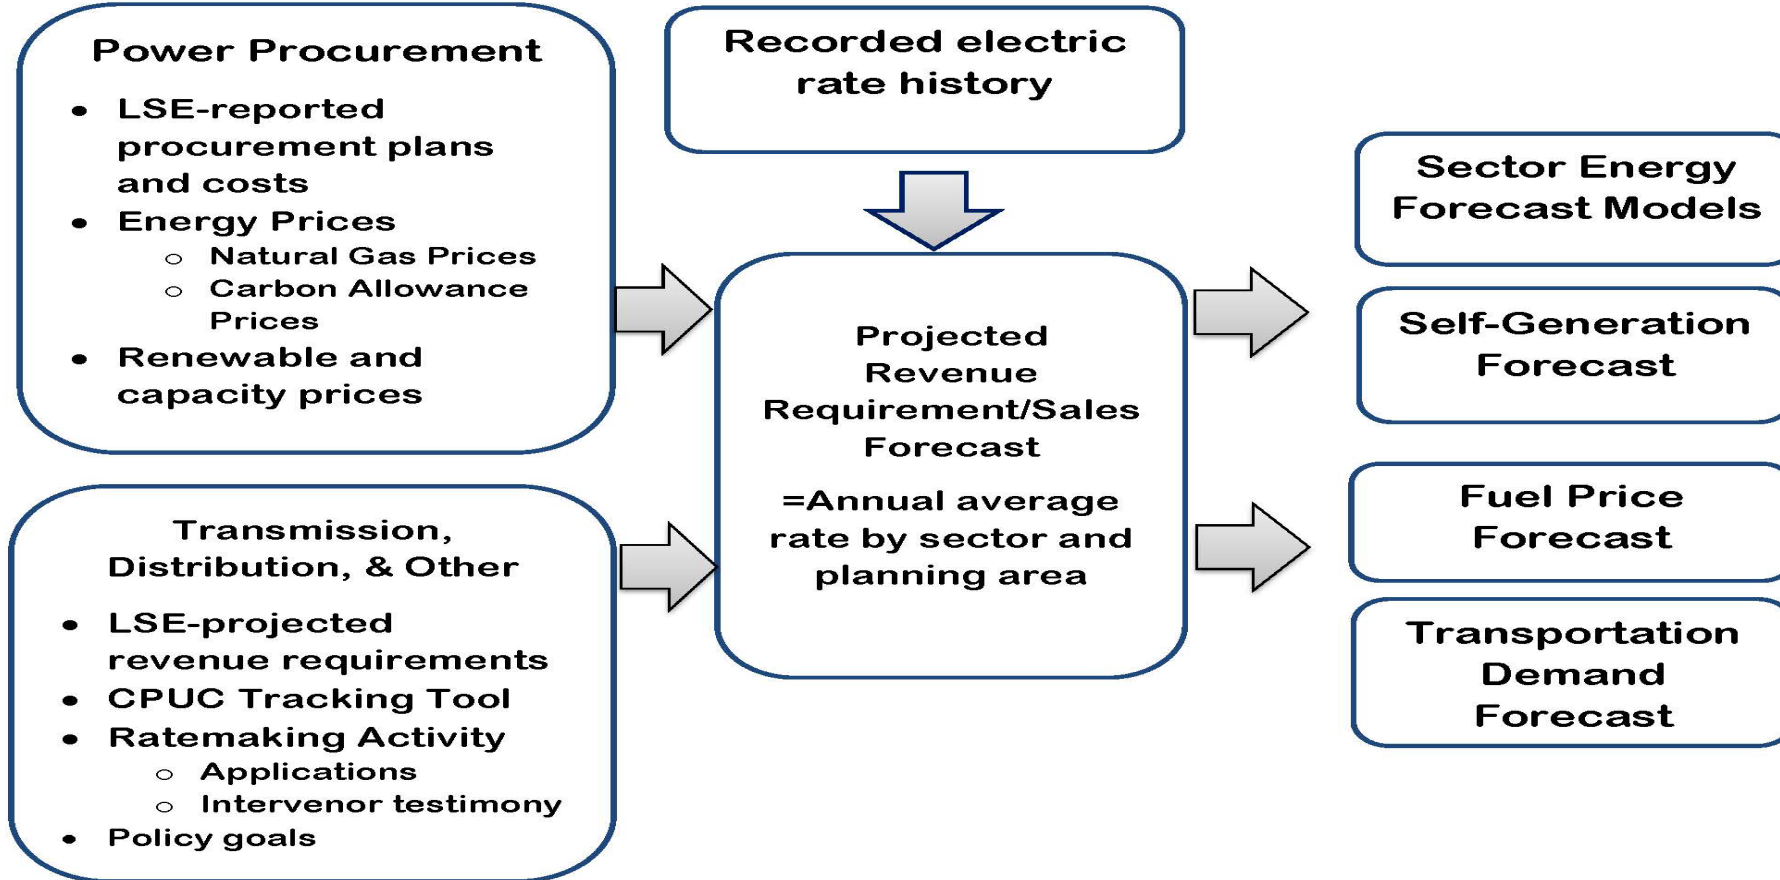 Power Procurement
• LSE-reported
procurement plans
and costs
• Energy Prices
○ Natural Gas Prices
○ Carbon Allowance
Prices
• Renewable and
capacity prices
Recorded electric
rate history
Transmission,
Distribution, & Other
• LSE-projected
revenue requirements
• CPUC Tracking Tool
• Ratemaking Activity
○ Applications
○ Intervenor testimony
• Policy goals
Projected
Revenue
Requirement/Sales
Forecast
=Annual average
rate by sector and
planning area
Sector Energy
Forecast Models
Self-Generation
Forecast
Fuel Price
Forecast
Transportation
Demand
Forecast